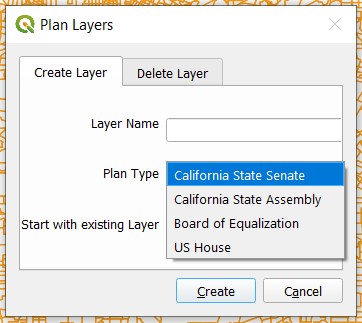 Plan Layers
Create Layer
Delete Layer
Layer Name
Plan Type
California State Senate
California State Assembly
Board of Equalization
US House
Start with existing Layer
Create
Cancel